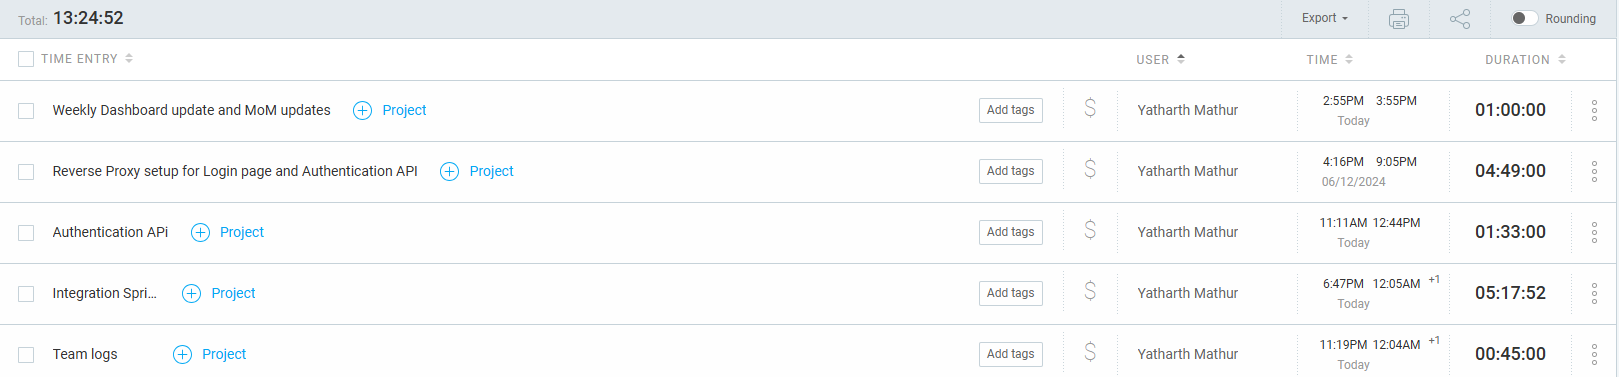 Total: 13:24:52 Export Rounding
TIME ENTRY USER TIME DURATION
Weekly Dashboard update and MoM updates Project Add tags $ Yatharth Mathur 2:55PM 3:55PM 01:00:00
Today
Reverse Proxy setup for Login page and Authentication API Project Add tags $ Yatharth Mathur 4:16PM 9:05PM 04:49:00
06/12/2024
Authentication APi Project Add tags $ Yatharth Mathur 11:11AM 12:44PM 01:33:00
Today
Integration Spri... Project Add tags $ Yatharth Mathur 6:47PM 12:05AM +1 05:17:52
Today
Team logs Project Add tags $ Yatharth Mathur 11:19PM 12:04AM +1 00:45:00
Today